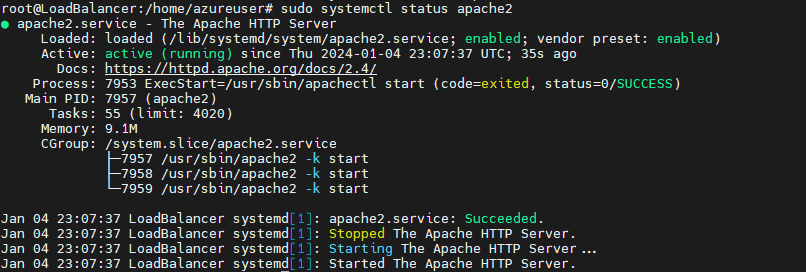 root@LoadBalancer:/home/azureuser# sudo systemctl status apache2
● apache2.service - The Apache HTTP Server
     Loaded: loaded (/lib/systemd/system/apache2.service; enabled; vendor preset: enabled)
     Active: active (running) since Thu 2024-01-04 23:07:37 UTC; 35s ago
       Docs: https://httpd.apache.org/docs/2.4/
    Process: 7953 ExecStart=/usr/sbin/apachectl start (code=exited, status=0/SUCCESS)
   Main PID: 7957 (apache2)
      Tasks: 55 (limit: 4020)
     Memory: 9.1M
     CGroup: /system.slice/apache2.service
             ├─7957 /usr/sbin/apache2 -k start
             ├─7958 /usr/sbin/apache2 -k start
             └─7959 /usr/sbin/apache2 -k start
Jan 04 23:07:37 LoadBalancer systemd[1]: apache2.service: Succeeded.
Jan 04 23:07:37 LoadBalancer systemd[1]: Stopped The Apache HTTP Server.
Jan 04 23:07:37 LoadBalancer systemd[1]: Starting The Apache HTTP Server...
Jan 04 23:07:37 LoadBalancer systemd[1]: Started The Apache HTTP Server.